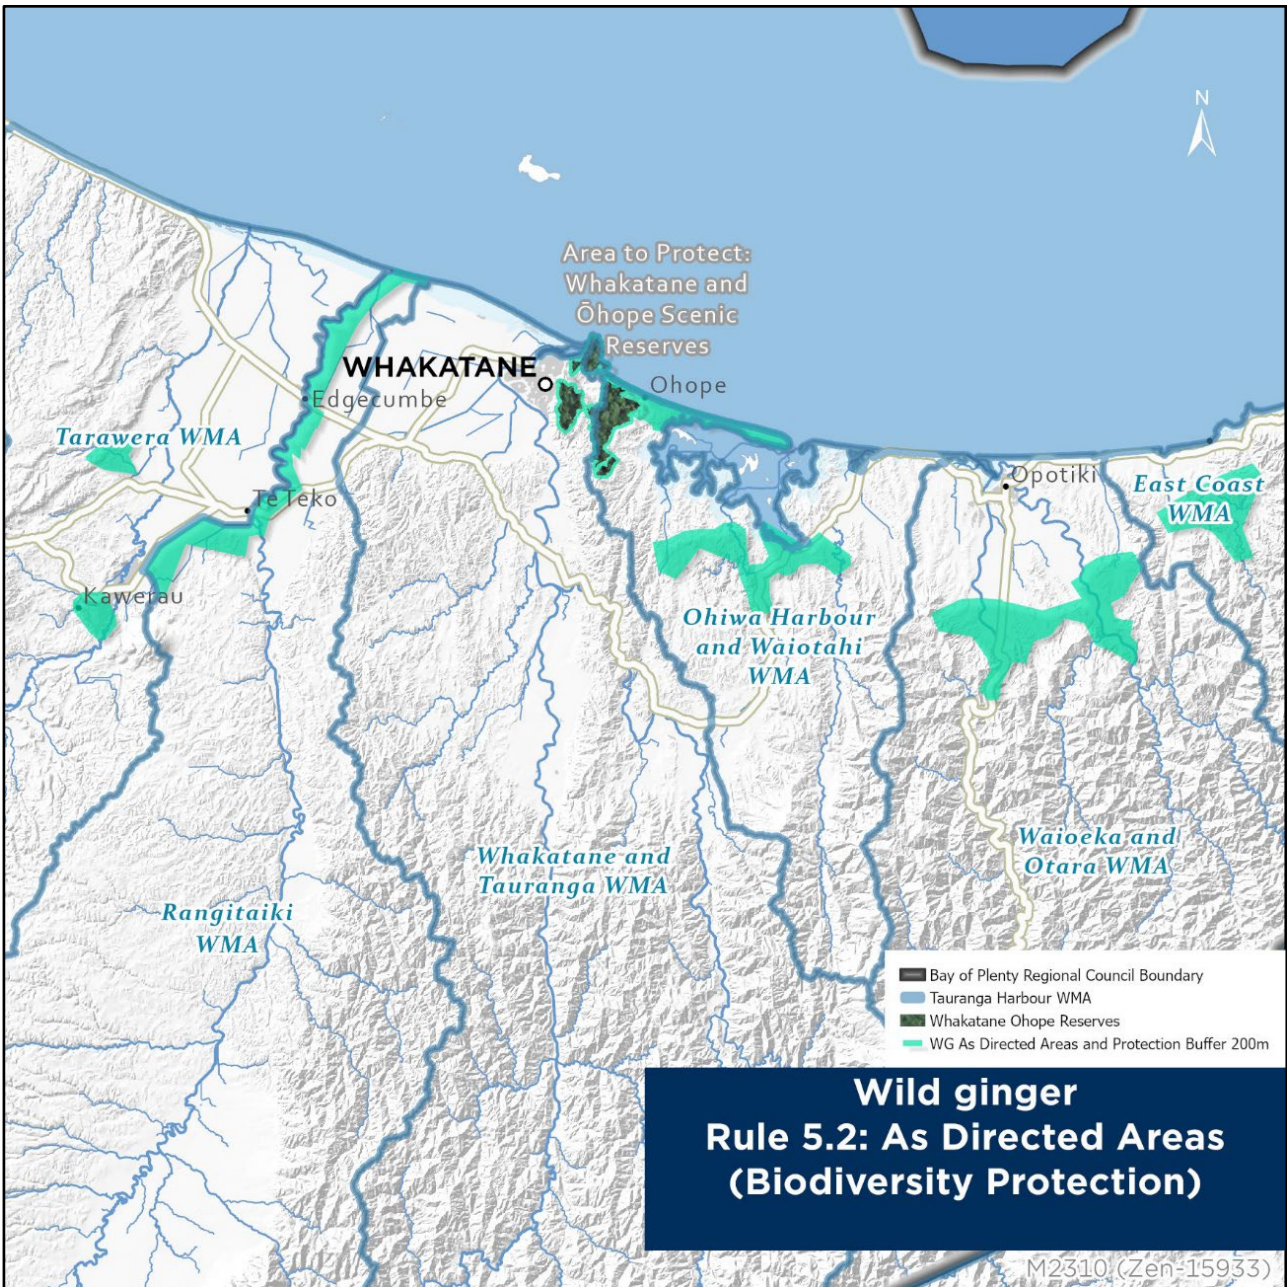 N
Area to Protect:
Whakatane and
Ōhope Scenic
Reserves
WHAKATANE
Ohope
Edgecumbe
Tarawera WMA
Te Teko
Opotiki
East Coast
WMA
Kawerau
Ohiwa Harbour
and Waiotahi
WMA
Whakatane and
Tauranga WMA
Waioeka and
Otara WMA
Rangitaiki
WMA
Bay of Plenty Regional Council Boundary
Tauranga Harbour WMA
Whakatane Ohope Reserves
WG As Directed Areas and Protection Buffer 200m
Wild ginger
Rule 5.2: As Directed Areas
(Biodiversity Protection)
M2310 (Zen-15933)